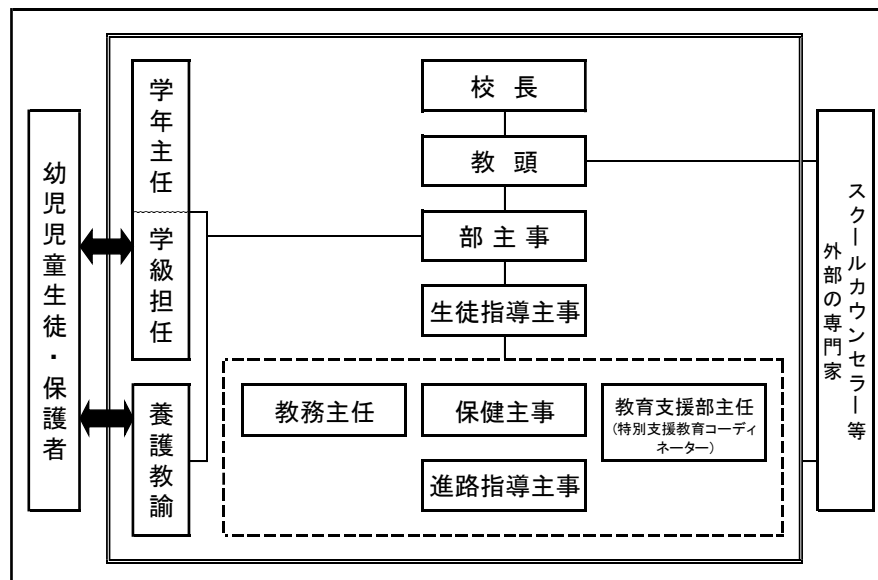 校長
教頭
部主事
生徒指導主事
教務主任
保健主事
教育支援部主任
(特別支援教育コーディ
ネーター)
進路指導主事
学年主任
学級担任
養護教諭
幼児児童生徒・保護者
スクールカウンセラー等
外部の専門家